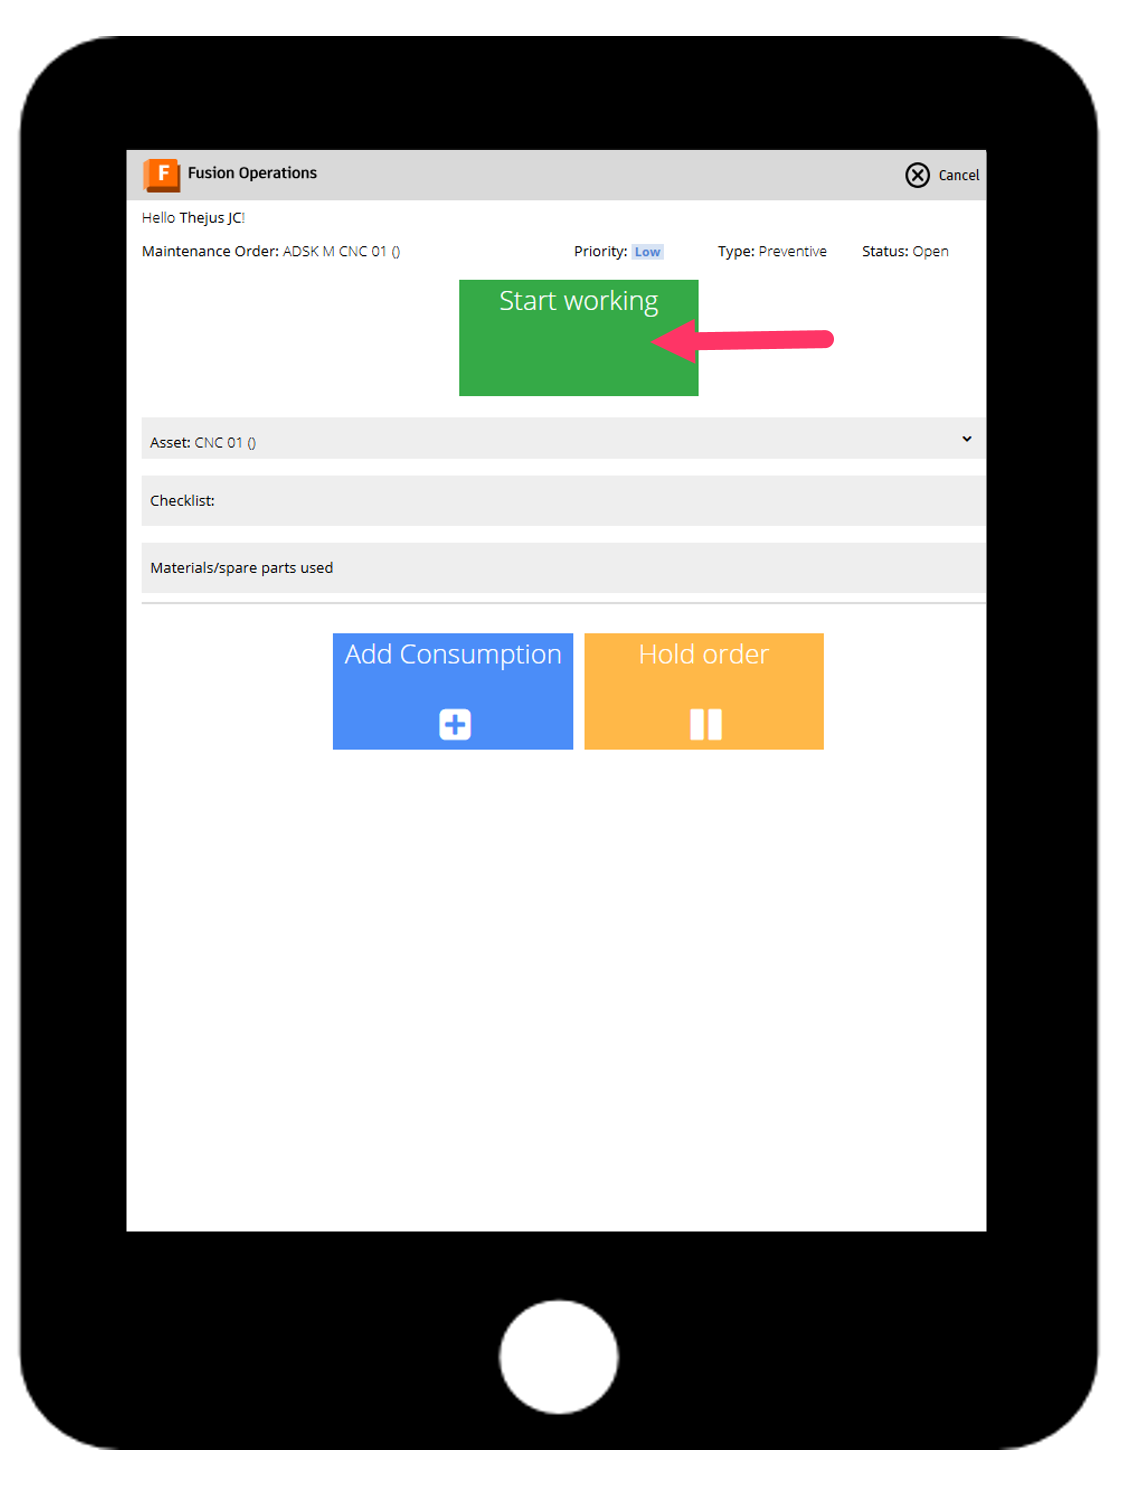 F Fusion Operations Cancel
Hello Thejus JC!
Maintenance Order: ADSK M CNC 01 () Priority: Low Type: Preventive Status: Open
Start working
Asset: CNC 01 ()
Checklist:
Materials/spare parts used
Add Consumption Hold order